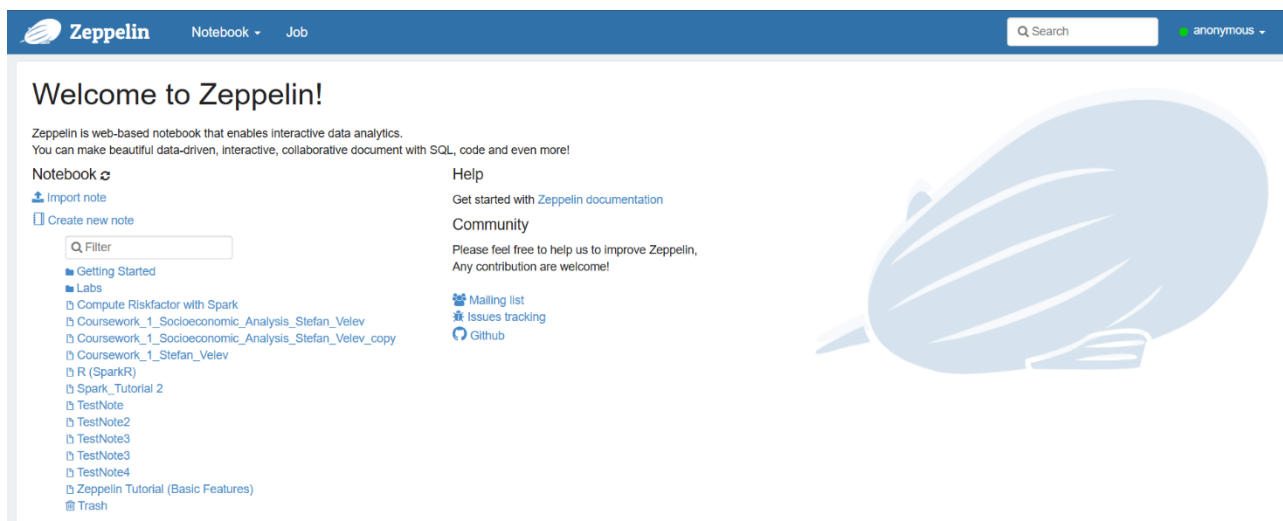 Zeppelin Notebook Job Search anonymous
Welcome to Zeppelin!
Zeppelin is web-based notebook that enables interactive data analytics.
You can make beautiful data-driven, interactive, collaborative document with SQL, code and even more!
Notebook
Import note
Create new note
Filter
Getting Started
Labs
Compute Riskfactor with Spark
Coursework_1_Socioeconomic_Analysis_Stefan_Velev
Coursework_1_Socioeconomic_Analysis_Stefan_Velev_copy
Coursework_1_Stefan_Velev
R (SparkR)
Spark_Tutorial 2
TestNote
TestNote2
TestNote3
TestNote3
TestNote4
Zeppelin Tutorial (Basic Features)
Trash
Help
Get started with Zeppelin documentation
Community
Please feel free to help us to improve Zeppelin,
Any contribution are welcome!
Mailing list
Issues tracking
Github